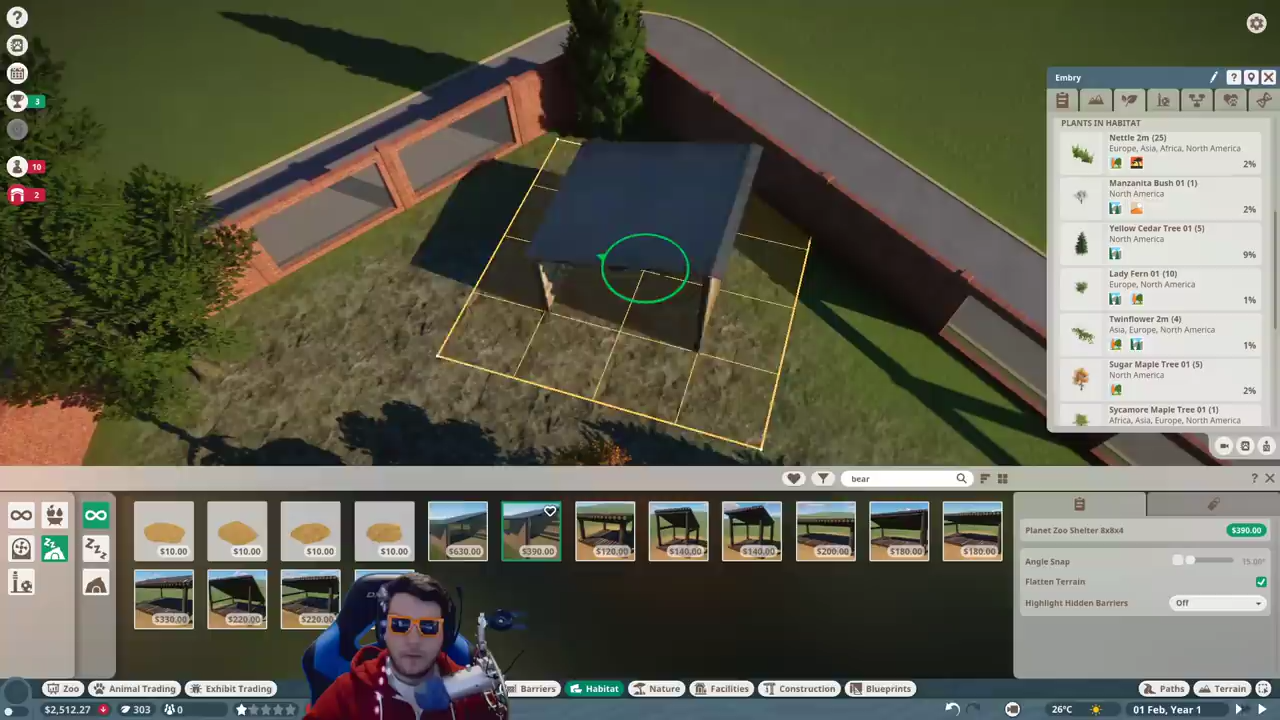 ?
3
10
2
Embry
?
PLANTS IN HABITAT
Nettle 2m (25)
Europe, Asia, Africa, North America
2%
Manzanita Bush 01 (1)
North America
2%
Yellow Cedar Tree 01 (5)
North America
9%
Lady Fern 01 (10)
Europe, North America
1%
Twinflower 2m (4)
Asia, Europe, North America
1%
Sugar Maple Tree 01 (5)
North America
2%
Sycamore Maple Tree 01 (1)
Africa, Asia, Europe, North America
bear
?
$10.00 $10.00 $10.00 $10.00 $630.00 $390.00 $120.00 $140.00 $140.00 $200.00 $180.00 $180.00
$330.00 $220.00 $220.00
Planet Zoo Shelter 8x8x4 $390.00
Angle Snap 15.00°
Flatten Terrain
Highlight Hidden Barriers Off
Zoo Animal Trading Exhibit Trading Barriers Habitat Nature Facilities Construction Blueprints Paths Terrain
$2,512.27 303 0 26°C 01 Feb, Year 1